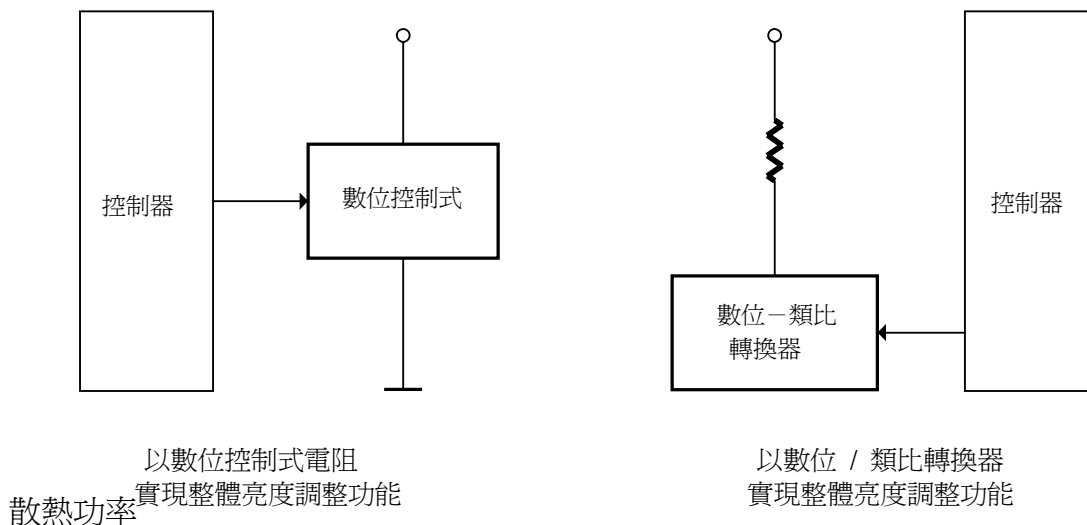 控制器
數位控制式
數位－類比
轉換器
控制器
以數位控制式電阻
實現整體亮度調整功能
以數位 / 類比轉換器
實現整體亮度調整功能
散熱功率